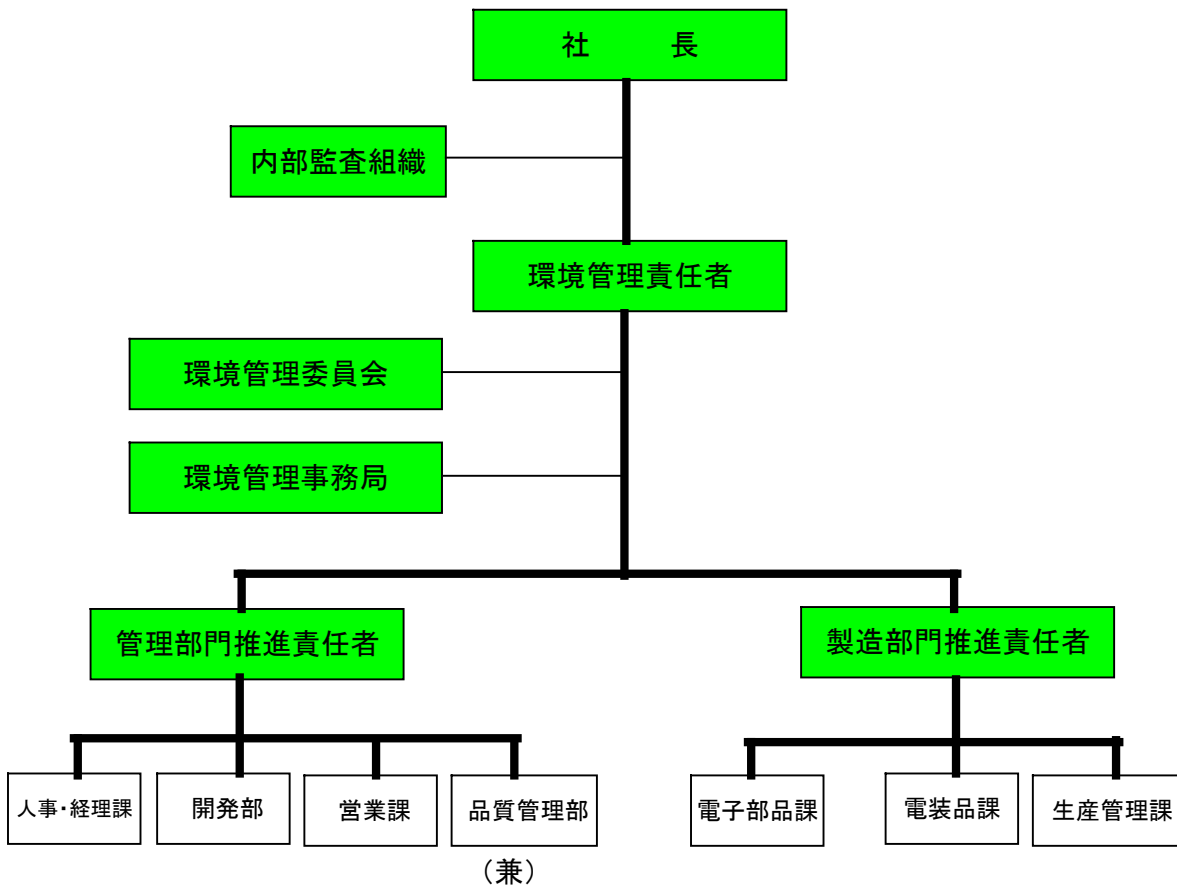 社　　長
内部監査組織
環境管理責任者
環境管理委員会
環境管理事務局
管理部門推進責任者
製造部門推進責任者
人事・経理課
開発部
営業課
品質管理部
電子部品課
電装品課
生産管理課
（兼）